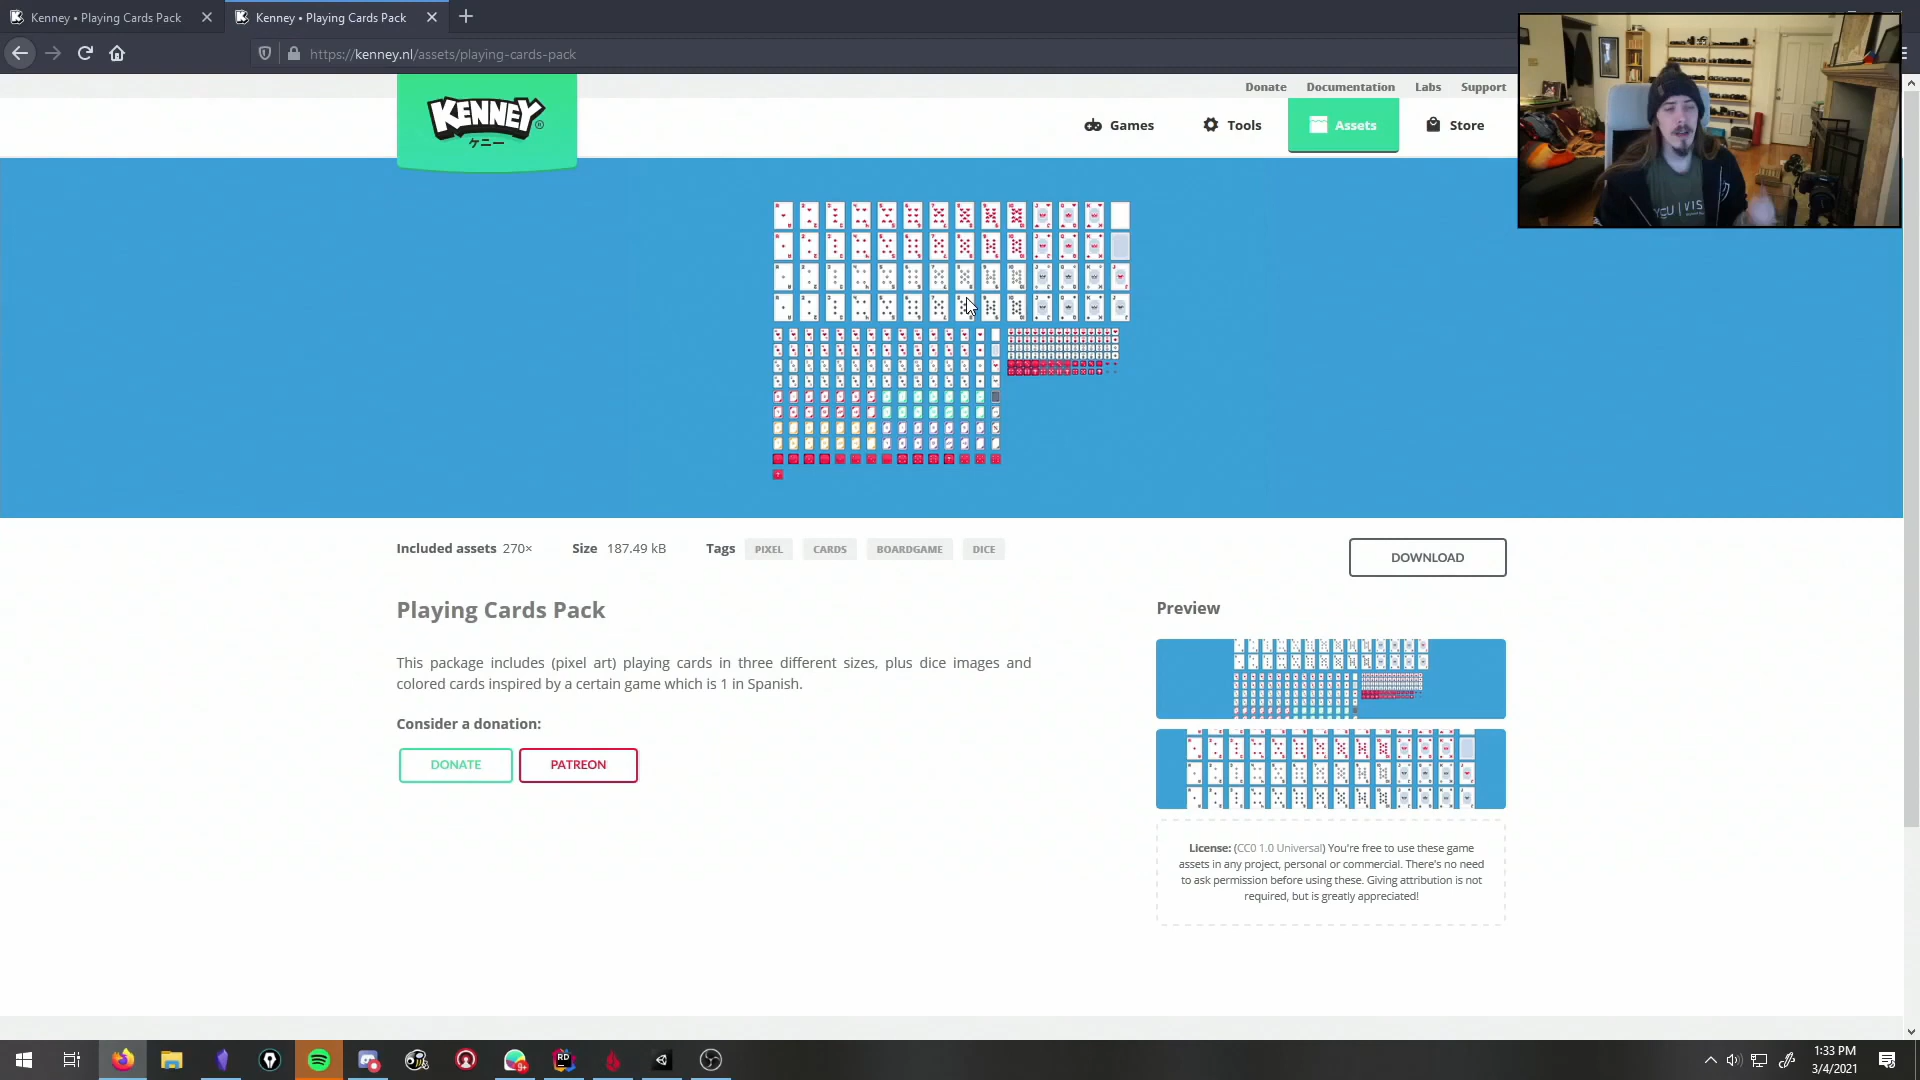 Kenney • Playing Cards Pack
Kenney • Playing Cards Pack
https://kenney.nl/assets/playing-cards-pack
Donate
Documentation
Labs
Support
KENNEY
ケニー
Games
Tools
Assets
Store
Included assets 270×
Size 187.49 kB
Tags
PIXEL
CARDS
BOARDGAME
DICE
DOWNLOAD
Playing Cards Pack
This package includes (pixel art) playing cards in three different sizes, plus dice images and
colored cards inspired by a certain game which is 1 in Spanish.
Consider a donation:
DONATE
PATREON
Preview
License: (CC0 1.0 Universal) You're free to use these game
assets in any project, personal or commercial. There's no need
to ask permission before using these. Giving attribution is not
required, but is greatly appreciated!
9+
RD
1:33 PM
3/4/2021